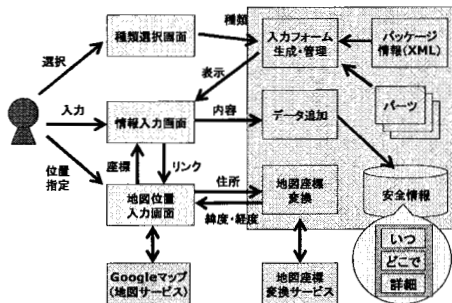 種類
種類選択画面
入力フォーム
生成・管理
パッケージ
情報(XML)
選択
表示
入力
情報入力画面
内容
データ追加
パーツ
座標
リンク
位置
指定
地図位置
入力画面
住所
緯度・経度
地図座標
変換
安全情報
いつ
どこで
詳細
Googleマップ
(地図サービス)
地図座標
変換サービス